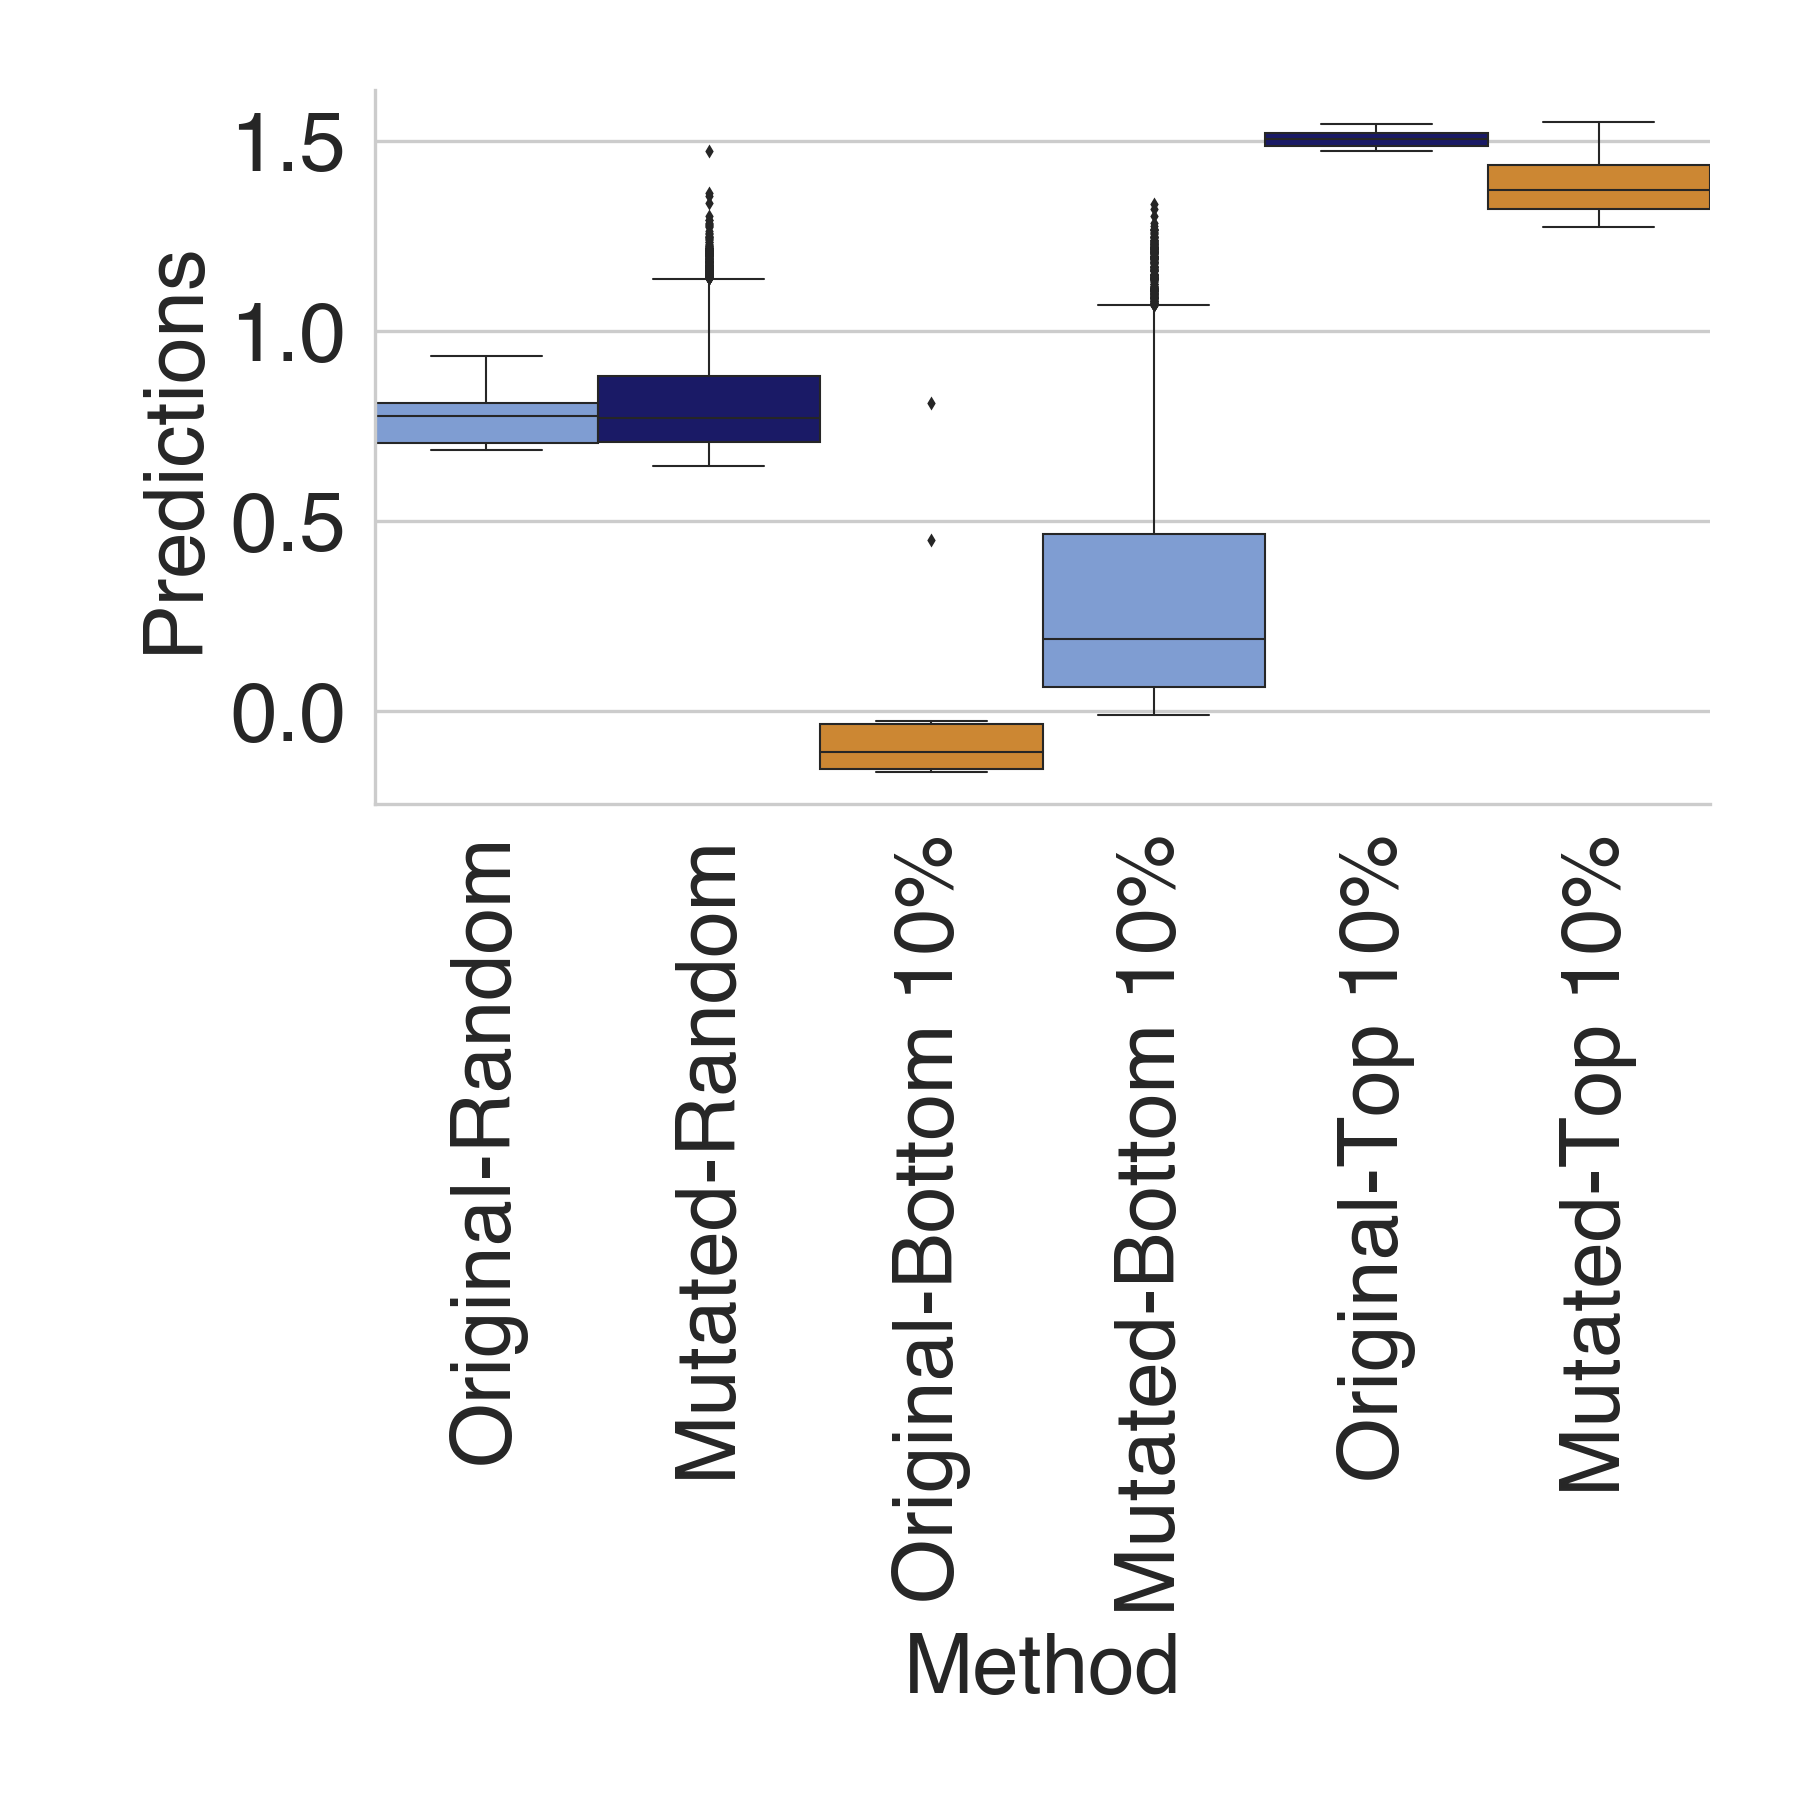 Predictions
1.5
1.0
0.5
0.0
Original-Random
Mutated-Random
Original-Bottom 10%
Mutated-Bottom 10%
Original-Top 10%
Mutated-Top 10%
Method